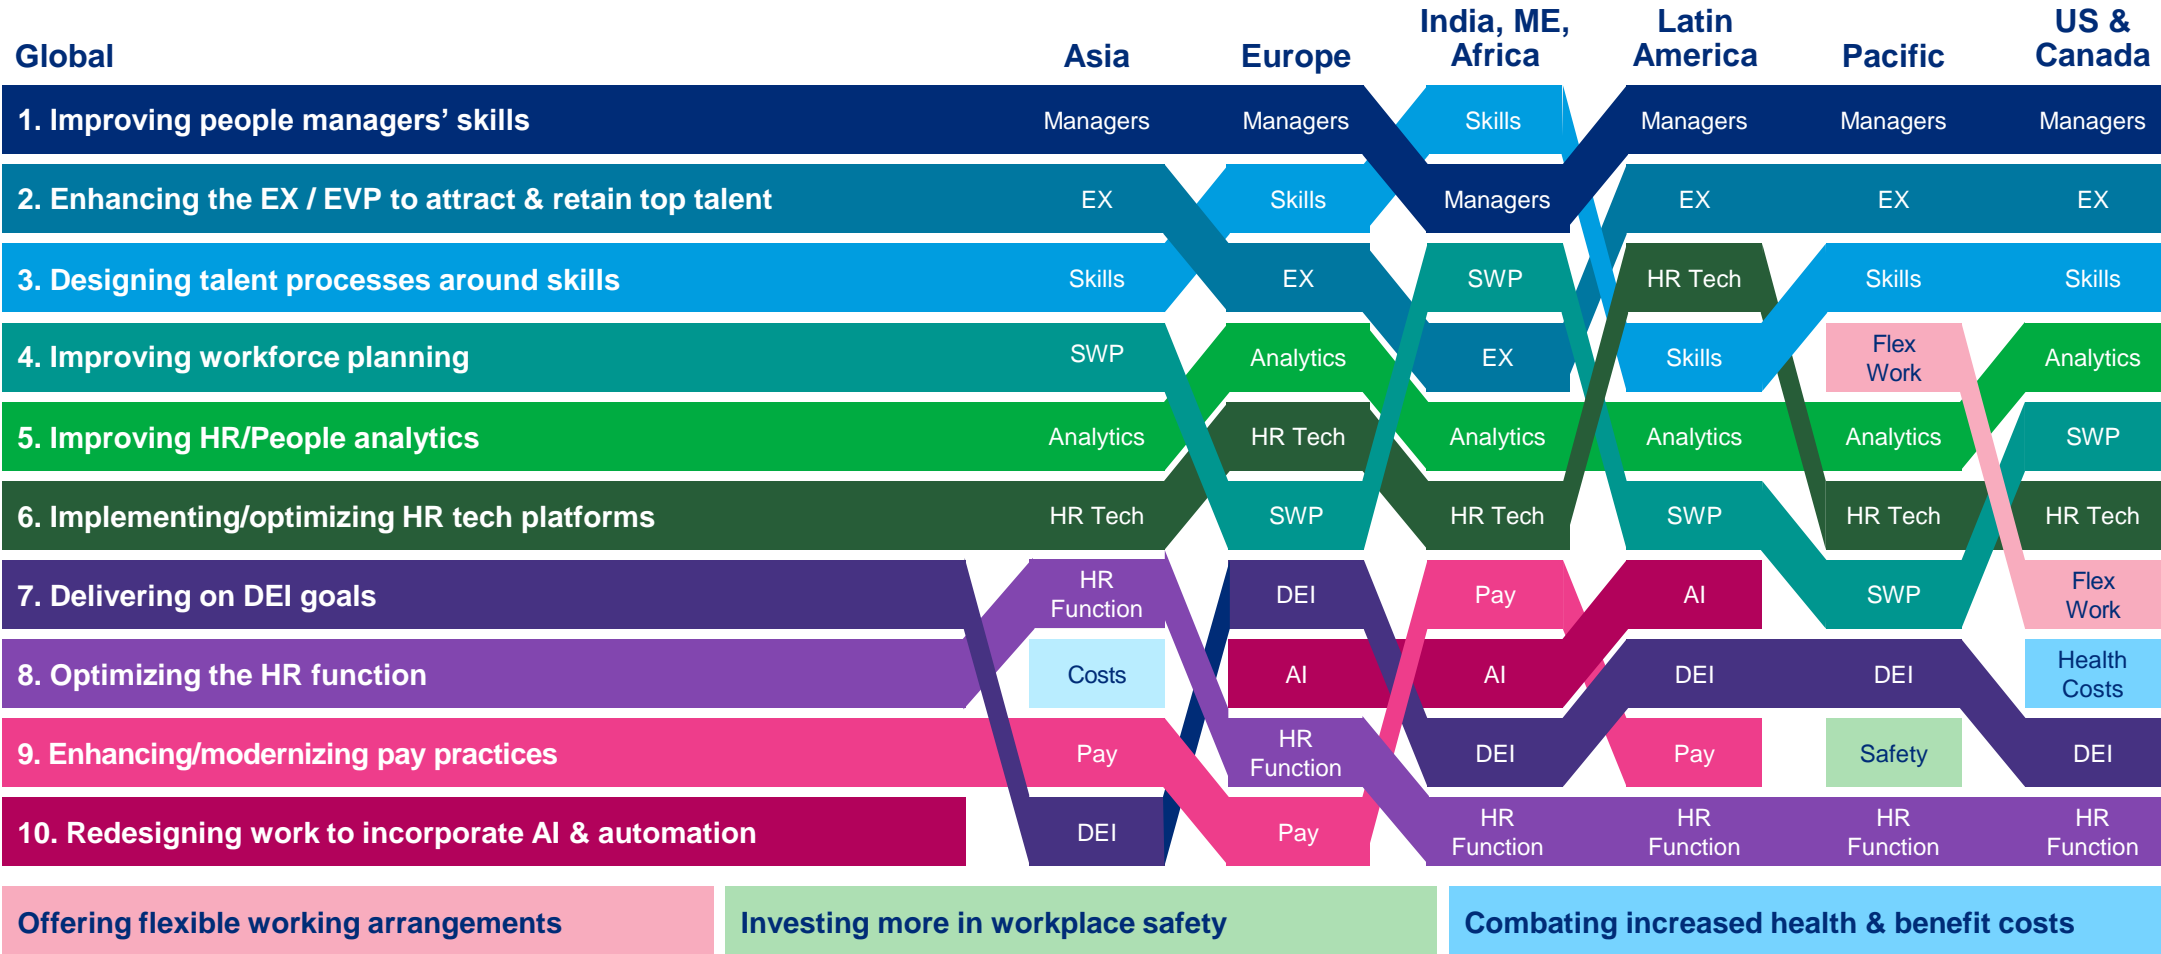 Global
Asia
Europe
India, ME,
Africa
Latin
America
Pacific
US &
Canada
1. Improving people managers’ skills
Managers
Managers
Skills
Managers
Managers
Managers
2. Enhancing the EX / EVP to attract & retain top talent
EX
Skills
Managers
EX
EX
EX
3. Designing talent processes around skills
Skills
EX
SWP
HR Tech
Skills
Skills
4. Improving workforce planning
SWP
Analytics
EX
Skills
Flex
Work
Analytics
5. Improving HR/People analytics
Analytics
HR Tech
Analytics
Analytics
Analytics
SWP
6. Implementing/optimizing HR tech platforms
HR Tech
SWP
HR Tech
SWP
HR Tech
HR Tech
7. Delivering on DEI goals
HR
Function
DEI
Pay
AI
SWP
Flex
Work
8. Optimizing the HR function
Costs
AI
AI
DEI
DEI
Health
Costs
9. Enhancing/modernizing pay practices
Pay
HR
Function
DEI
Pay
Safety
DEI
10. Redesigning work to incorporate AI & automation
DEI
Pay
HR
Function
HR
Function
HR
Function
HR
Function
Offering flexible working arrangements
Investing more in workplace safety
Combating increased health & benefit costs